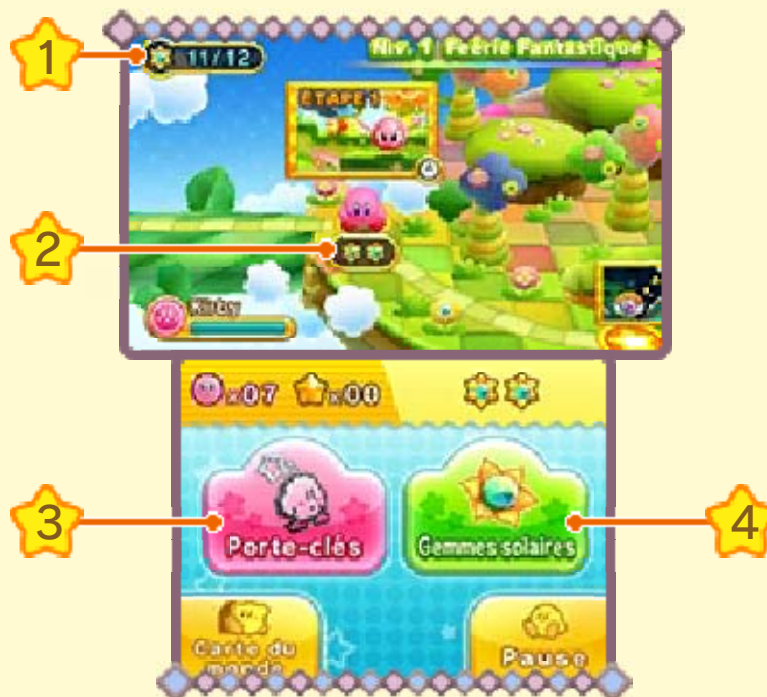 1
11/12
Niv. 1 Féerie Fantastique
ÉTAPE 1
2
Kirby
x07
x00
3
Porte-clés
Gemmes solaires
4
Carte du
monde
Pause